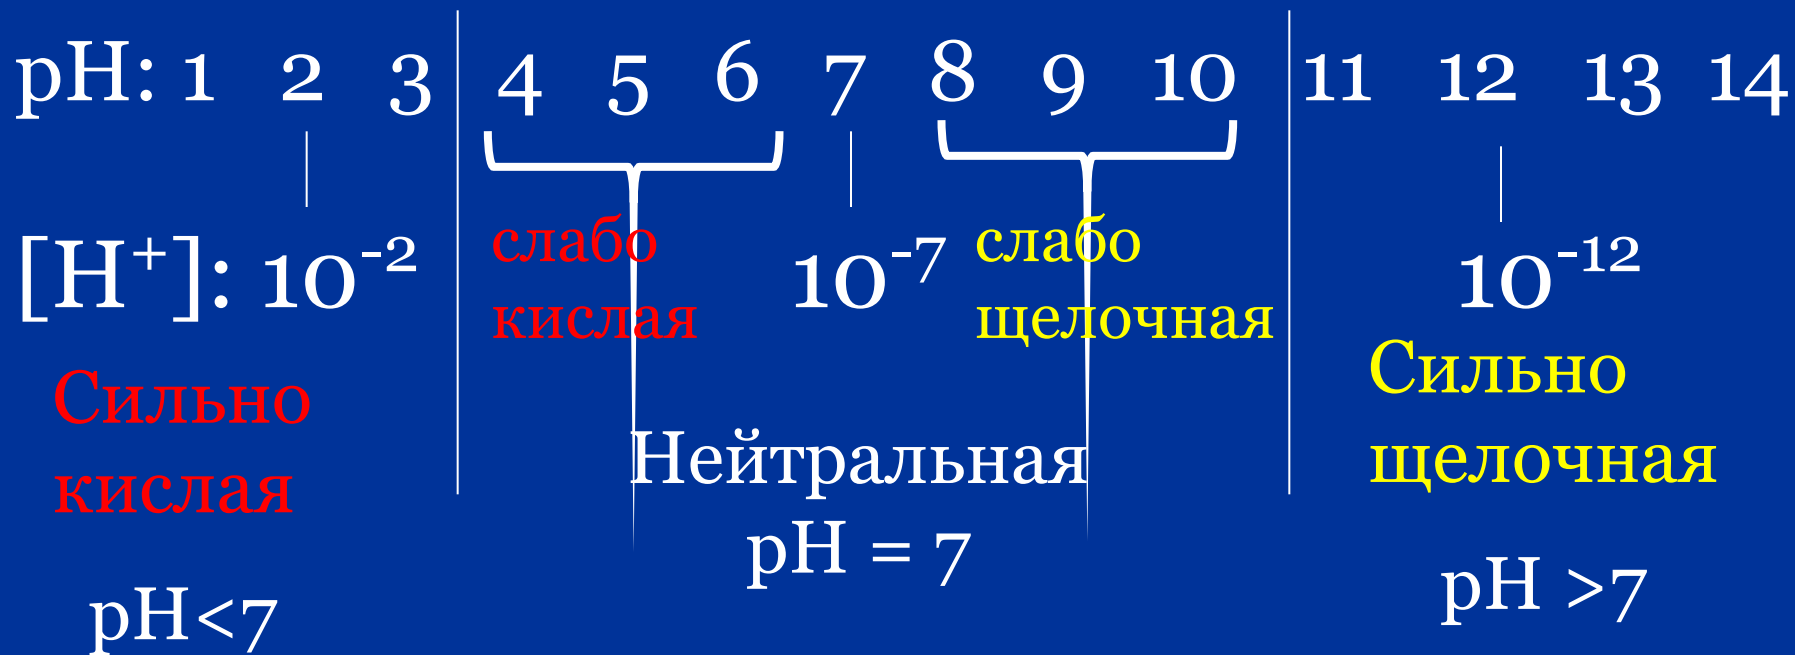 pH: 1 2 3 4 5 6 7 8 9 10 11 12 13 14
[H⁺]: 10⁻² 10⁻⁷ 10⁻¹²
слабо
кислая
слабо
щелочная
Сильно
кислая
pH<7
Нейтральная
pH = 7
Сильно
щелочная
pH >7